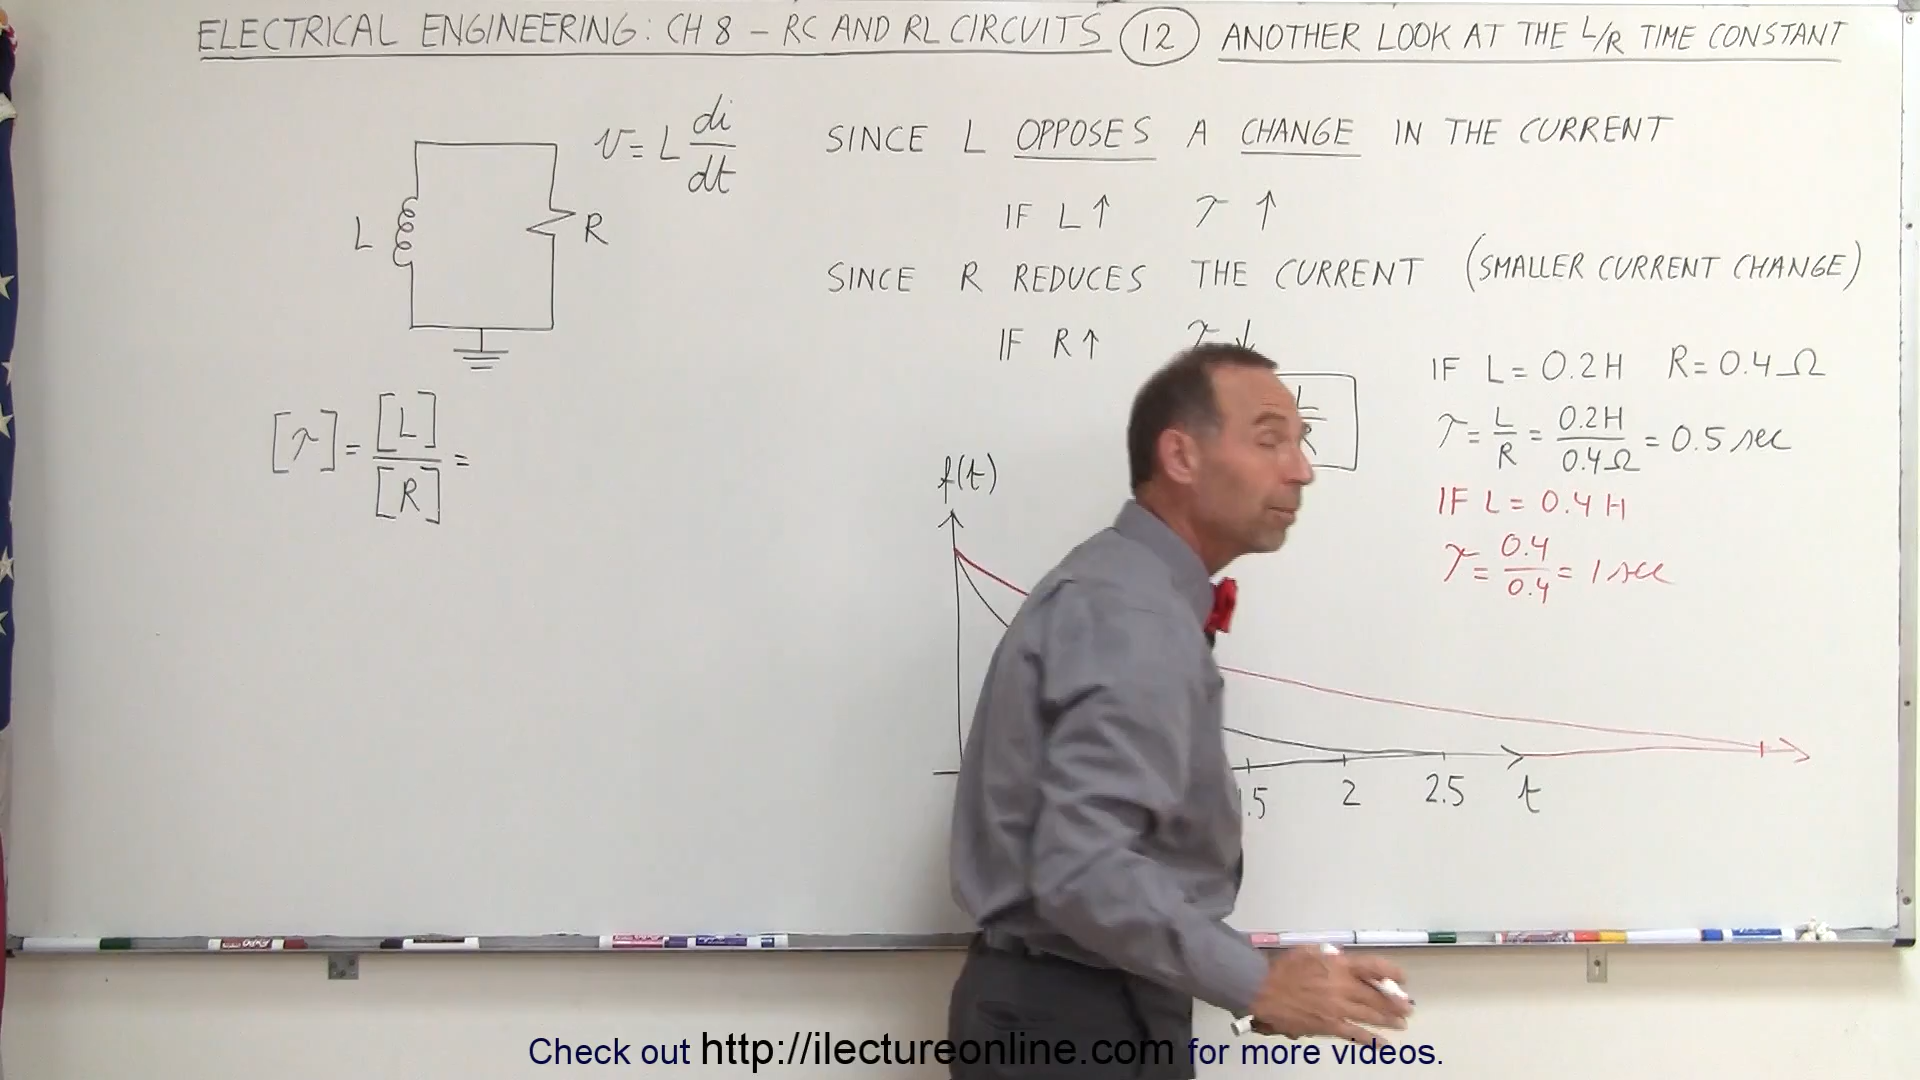 ELECTRICAL ENGINEERING: CH 8 – RC AND RL CIRCUITS 12 ANOTHER LOOK AT THE L/R TIME CONSTANT
L R
v = L di/dt
[τ] = [L]/[R] =
SINCE L OPPOSES A CHANGE IN THE CURRENT
IF L↑ τ ↑
SINCE R REDUCES THE CURRENT (SMALLER CURRENT CHANGE)
IF R↑ τ ↓
L/R
IF L = 0.2H R = 0.4Ω
τ = L/R = 0.2H/0.4Ω = 0.5 sec
IF L = 0.4 H
τ = 0.4/0.4 = 1 sec
f(t)
.5 2 2.5 t
Check out http://ilectureonline.com for more videos.